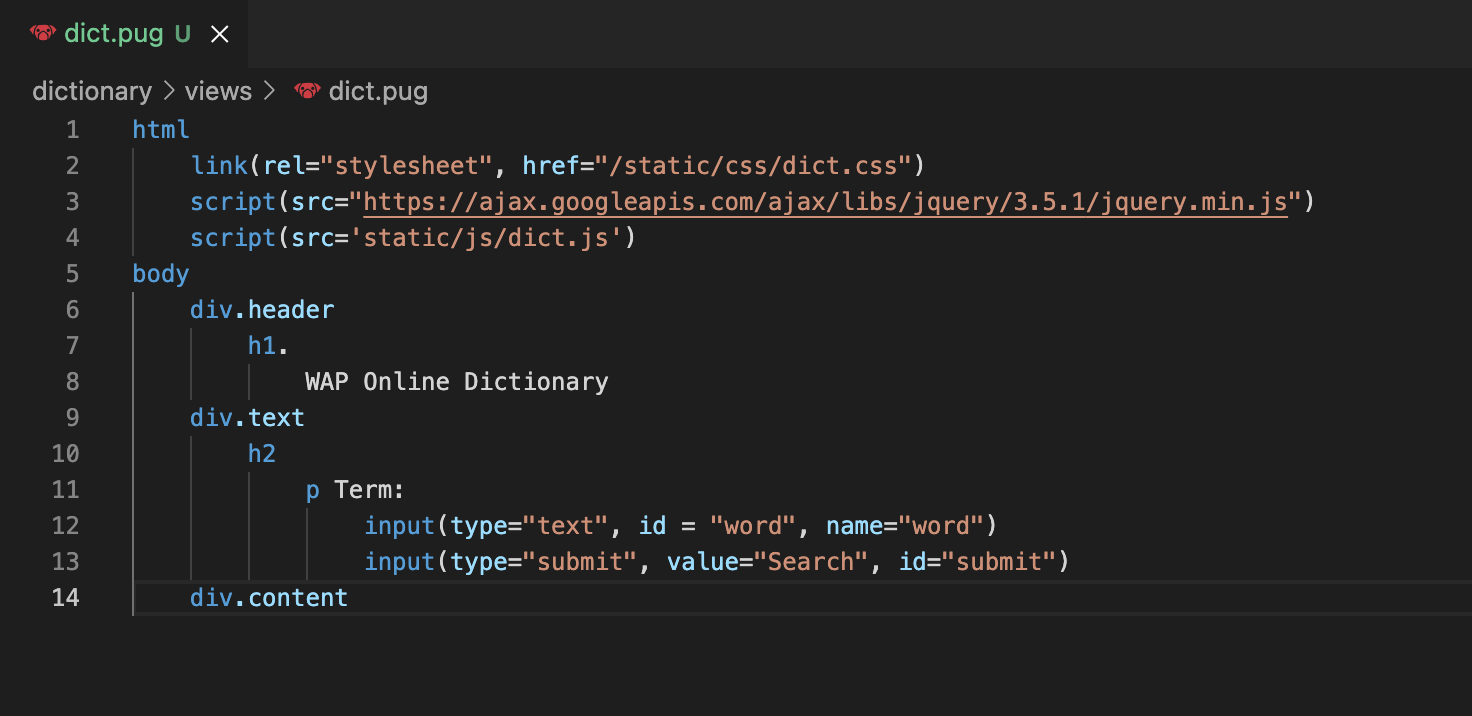 dict.pug U
dictionary > views > dict.pug
1 html
2     link(rel="stylesheet", href="/static/css/dict.css")
3     script(src="https://ajax.googleapis.com/ajax/libs/jquery/3.5.1/jquery.min.js")
4     script(src='static/js/dict.js')
5 body
6     div.header
7         h1.
8             WAP Online Dictionary
9     div.text
10         h2
11             p Term:
12                 input(type="text", id = "word", name="word")
13                 input(type="submit", value="Search", id="submit")
14     div.content